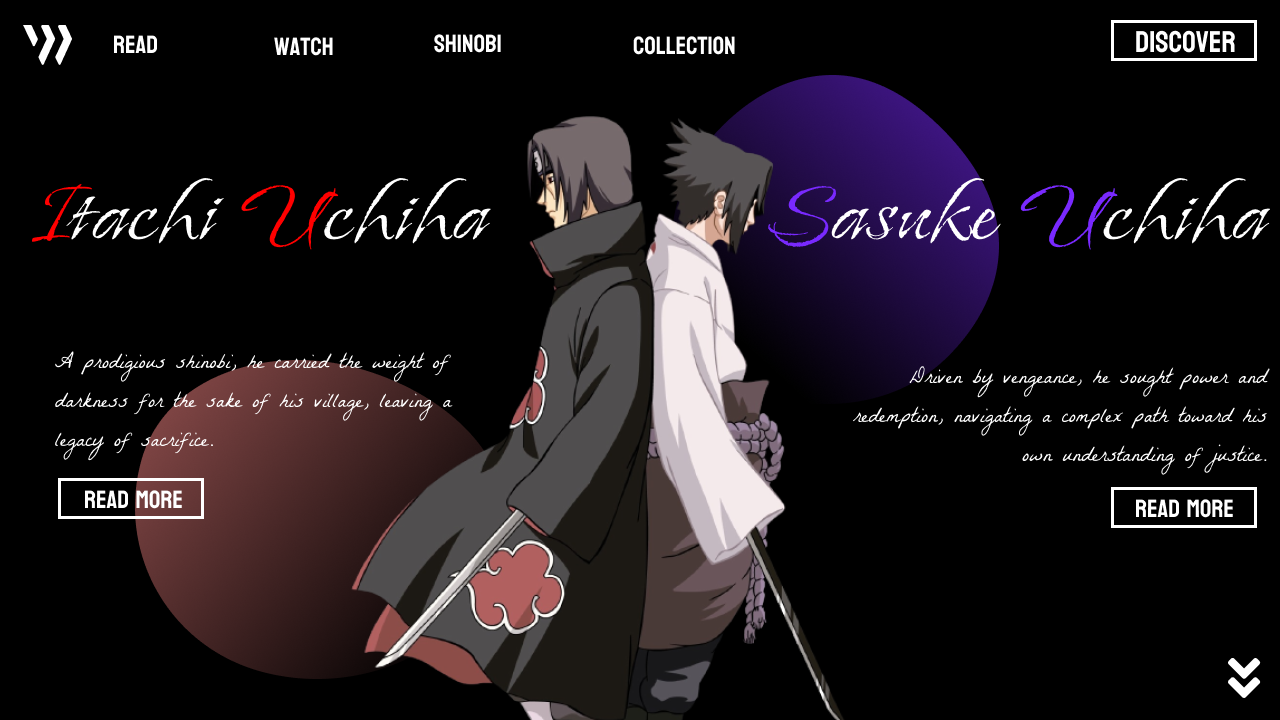 READ
WATCH
SHINOBI
COLLECTION
DISCOVER
Itachi Uchiha
Sasuke Uchiha
A prodigious shinobi, he carried the weight of
darkness for the sake of his village, leaving a
legacy of sacrifice.
READ MORE
Driven by vengeance, he sought power and
redemption, navigating a complex path toward his
own understanding of justice.
READ MORE